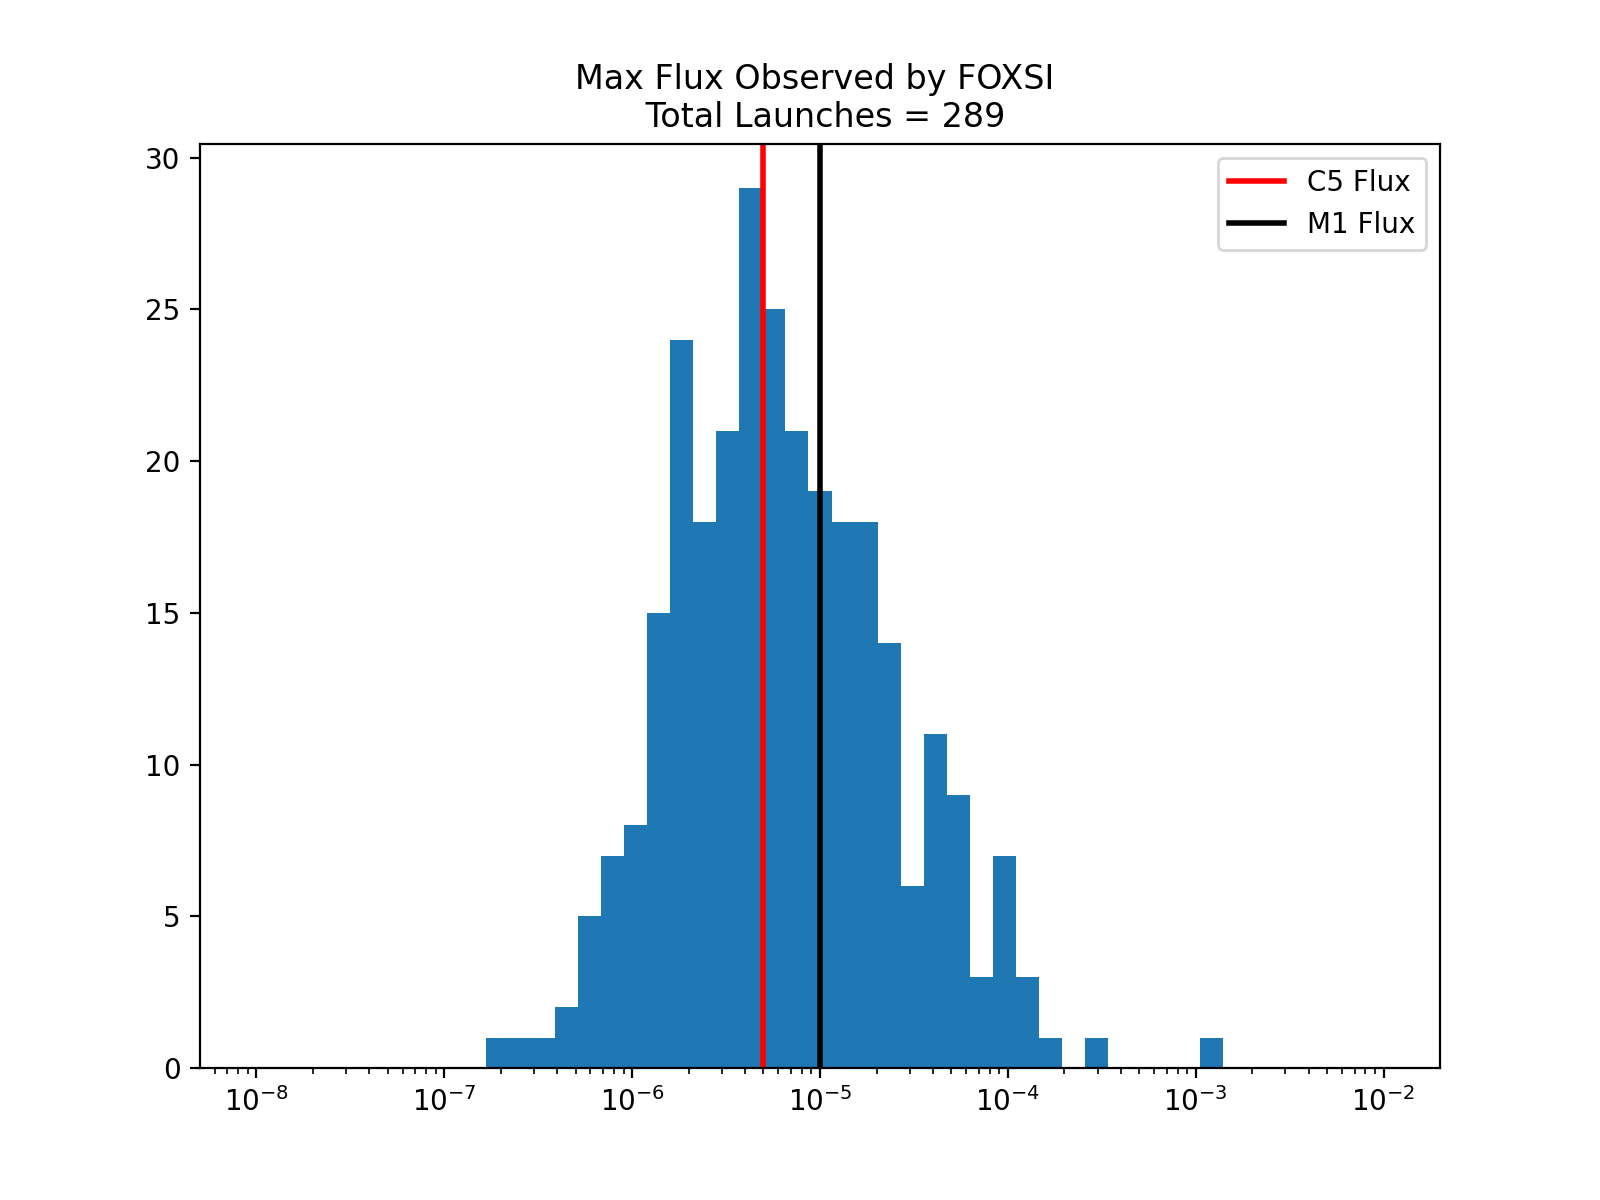 Max Flux Observed by FOXSI
Total Launches = 289
C5 Flux
M1 Flux
30
25
20
15
10
5
0
10⁻⁸ 10⁻⁷ 10⁻⁶ 10⁻⁵ 10⁻⁴ 10⁻³ 10⁻²